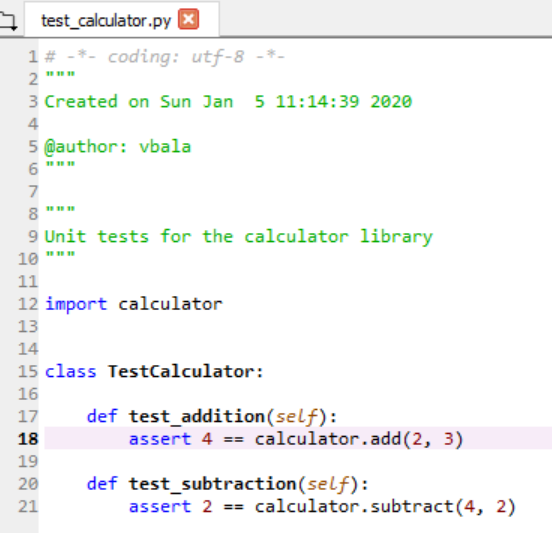 test_calculator.py
1 # -*- coding: utf-8 -*-
2 """
3 Created on Sun Jan  5 11:14:39 2020
4
5 @author: vbala
6 """
7
8 """
9 Unit tests for the calculator library
10 """
11
12 import calculator
13
14
15 class TestCalculator:
16
17     def test_addition(self):
18         assert 4 == calculator.add(2, 3)
19
20     def test_subtraction(self):
21         assert 2 == calculator.subtract(4, 2)